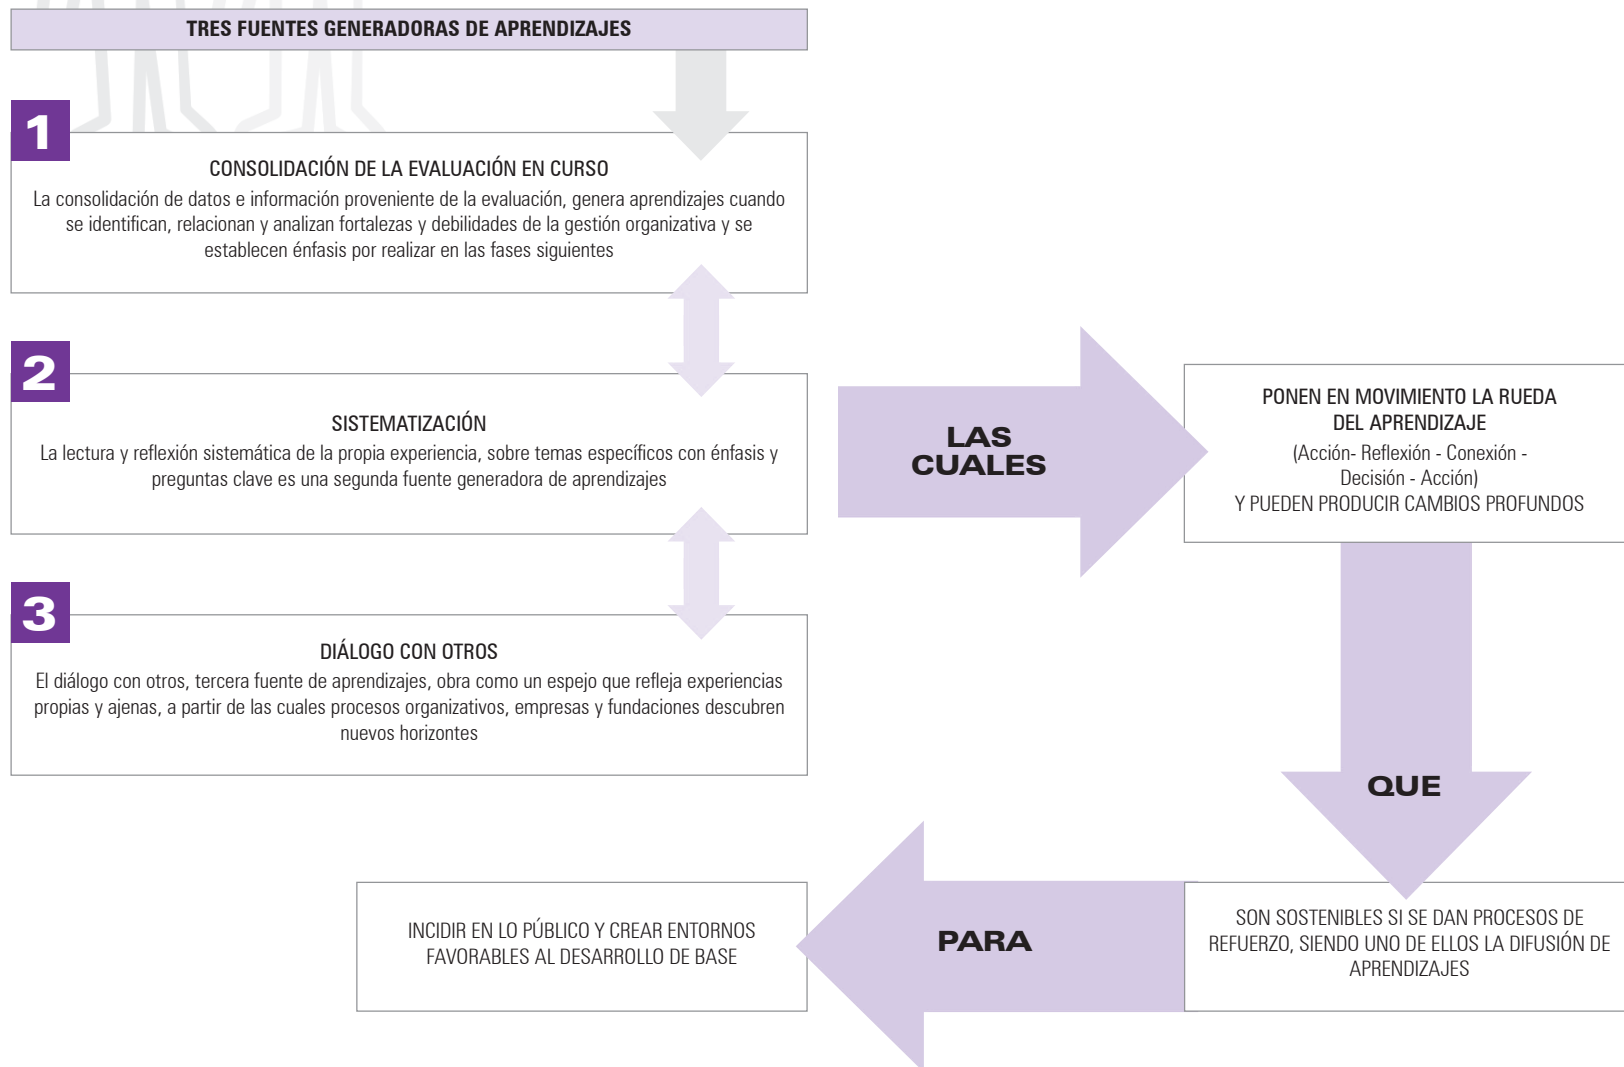 TRES FUENTES GENERADORAS DE APRENDIZAJES
1
CONSOLIDACIÓN DE LA EVALUACIÓN EN CURSO
La consolidación de datos e información proveniente de la evaluación, genera aprendizajes cuando
se identifican, relacionan y analizan fortalezas y debilidades de la gestión organizativa y se
establecen énfasis por realizar en las fases siguientes
2
SISTEMATIZACIÓN
La lectura y reflexión sistemática de la propia experiencia, sobre temas específicos con énfasis y
preguntas clave es una segunda fuente generadora de aprendizajes
3
DIÁLOGO CON OTROS
El diálogo con otros, tercera fuente de aprendizajes, obra como un espejo que refleja experiencias
propias y ajenas, a partir de las cuales procesos organizativos, empresas y fundaciones descubren
nuevos horizontes
LAS
CUALES
PONEN EN MOVIMIENTO LA RUEDA
DEL APRENDIZAJE
(Acción- Reflexión - Conexión -
Decisión - Acción)
Y PUEDEN PRODUCIR CAMBIOS PROFUNDOS
QUE
SON SOSTENIBLES SI SE DAN PROCESOS DE
REFUERZO, SIENDO UNO DE ELLOS LA DIFUSIÓN DE
APRENDIZAJES
PARA
INCIDIR EN LO PÚBLICO Y CREAR ENTORNOS
FAVORABLES AL DESARROLLO DE BASE